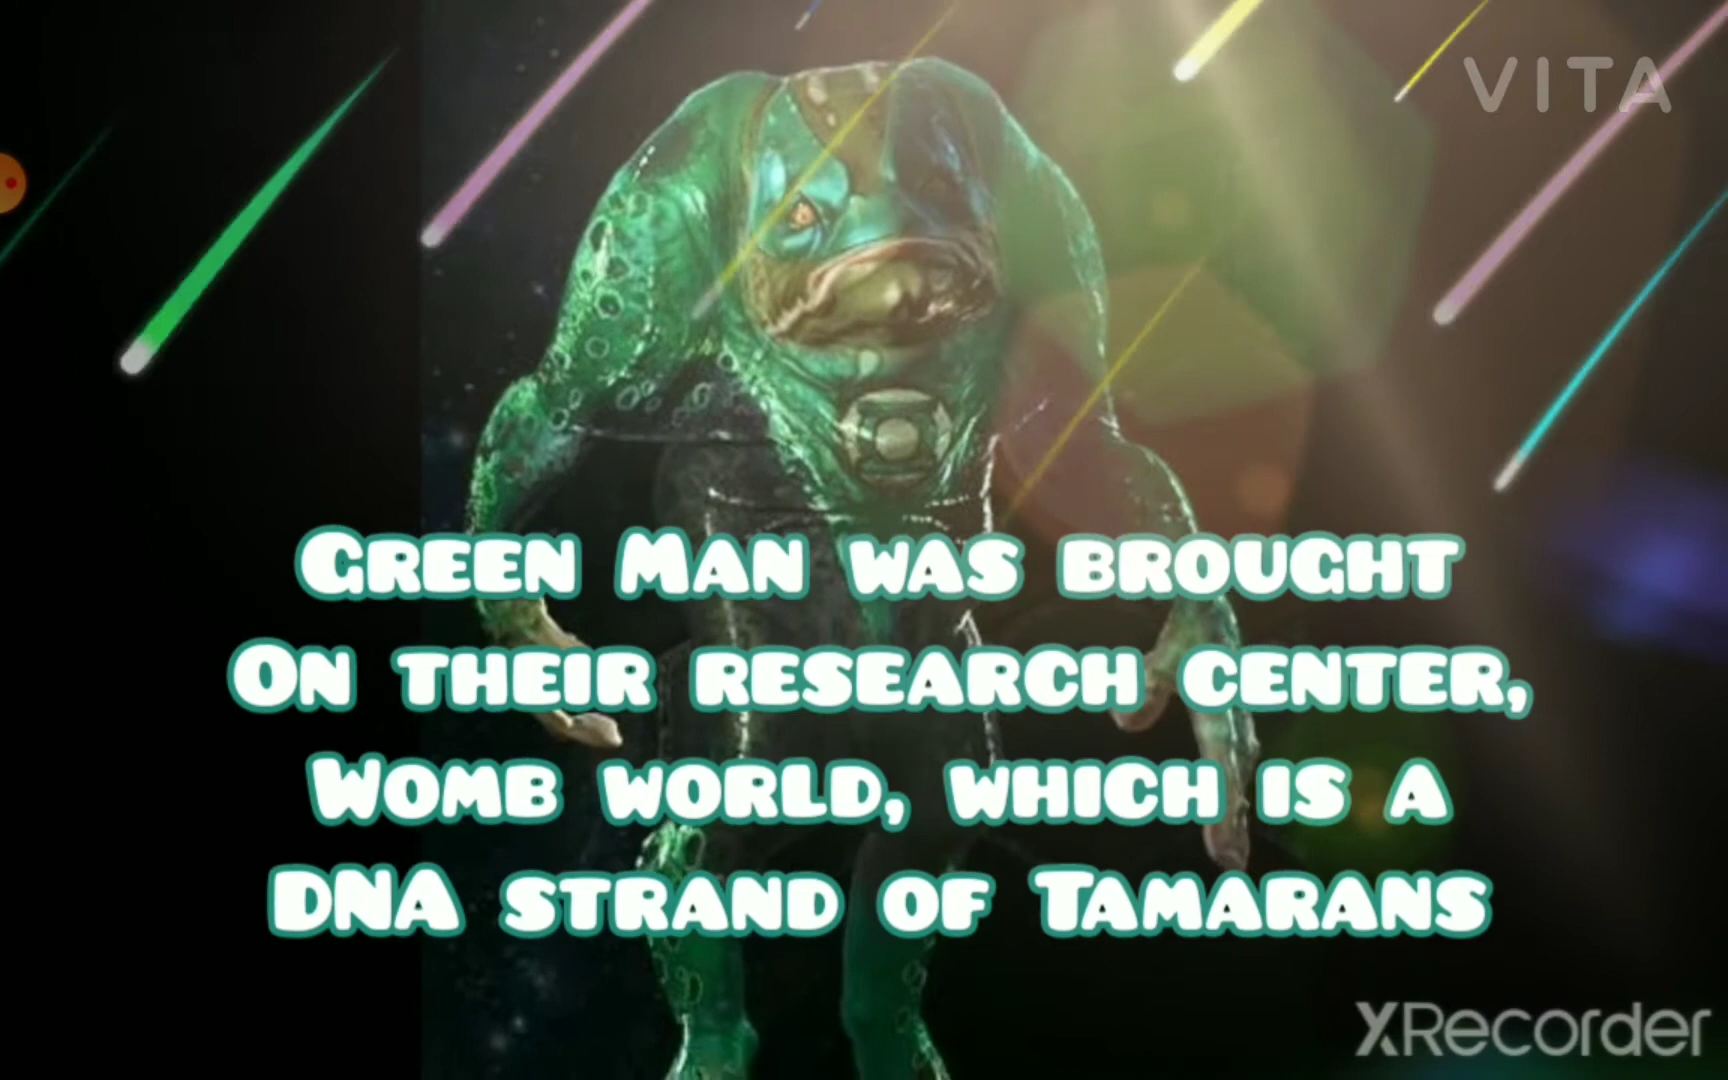 VITA
Green Man was brought
On their research center,
Womb world, which is a
DNA strand of Tamarans
XRecorder